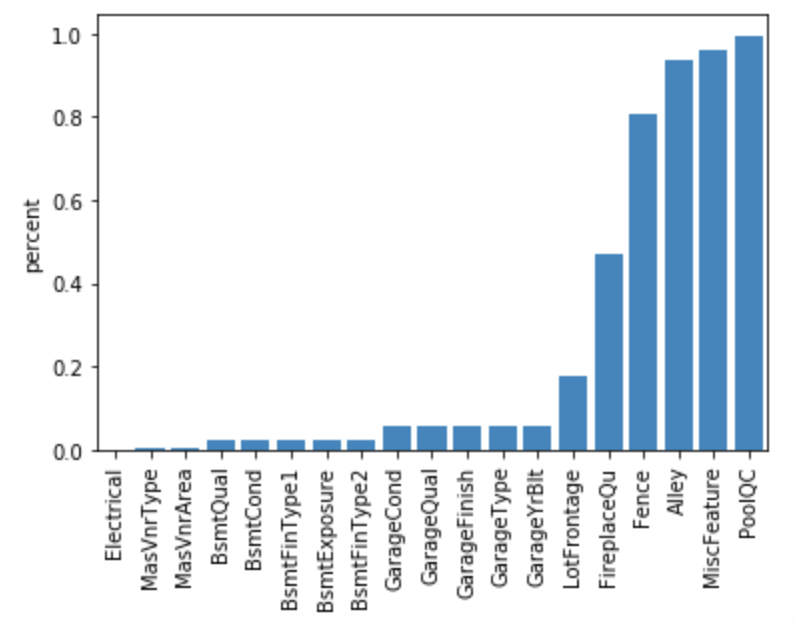 percent
1.0
0.8
0.6
0.4
0.2
0.0
Electrical
MasVnrType
MasVnrArea
BsmtQual
BsmtCond
BsmtFinType1
BsmtExposure
BsmtFinType2
GarageCond
GarageQual
GarageFinish
GarageType
GarageYrBlt
LotFrontage
FireplaceQu
Fence
Alley
MiscFeature
PoolQC